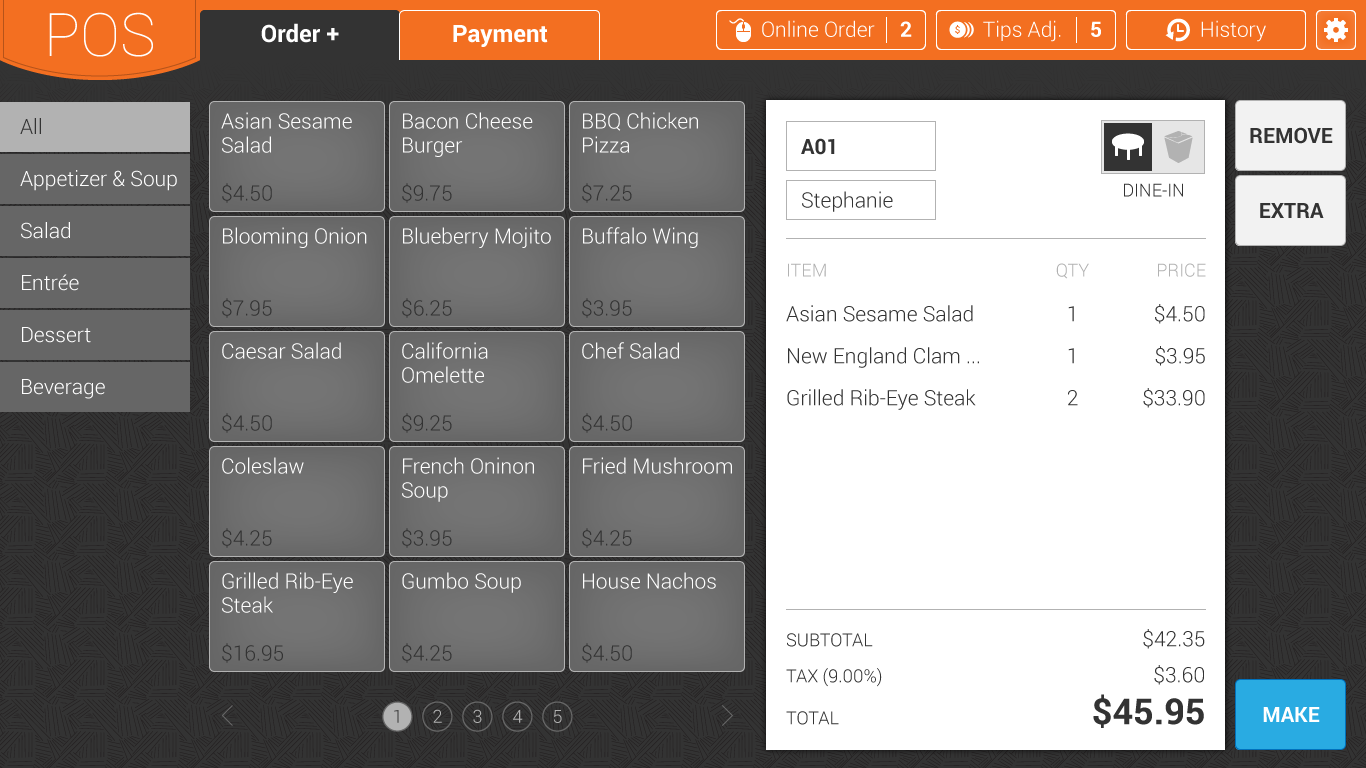 POS
Order +
Payment
Online Order 2
Tips Adj. 5
History
All
Appetizer & Soup
Salad
Entrée
Dessert
Beverage
Asian Sesame
Salad
$4.50
Bacon Cheese
Burger
$9.75
BBQ Chicken
Pizza
$7.25
Blooming Onion
$7.95
Blueberry Mojito
$6.25
Buffalo Wing
$3.95
Caesar Salad
$4.50
California
Omelette
$9.25
Chef Salad
$4.50
Coleslaw
$4.25
French Oninon
Soup
$3.95
Fried Mushroom
$4.25
Grilled Rib-Eye
Steak
$16.95
Gumbo Soup
$4.25
House Nachos
$4.50
1 2 3 4 5
A01
Stephanie
DINE-IN
ITEM QTY PRICE
Asian Sesame Salad 1 $4.50
New England Clam ... 1 $3.95
Grilled Rib-Eye Steak 2 $33.90
SUBTOTAL $42.35
TAX (9.00%) $3.60
TOTAL $45.95
REMOVE
EXTRA
MAKE